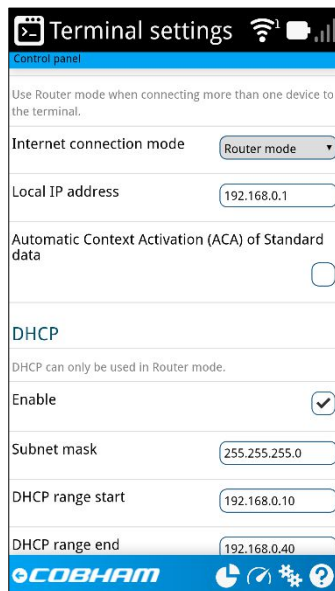 Terminal settings 1
Control panel
Use Router mode when connecting more than one device to
the terminal.
Internet connection mode Router mode
Local IP address 192.168.0.1
Automatic Context Activation (ACA) of Standard
data
DHCP
DHCP can only be used in Router mode.
Enable
Subnet mask 255.255.255.0
DHCP range start 192.168.0.10
DHCP range end 192.168.0.40
COBHAM ?